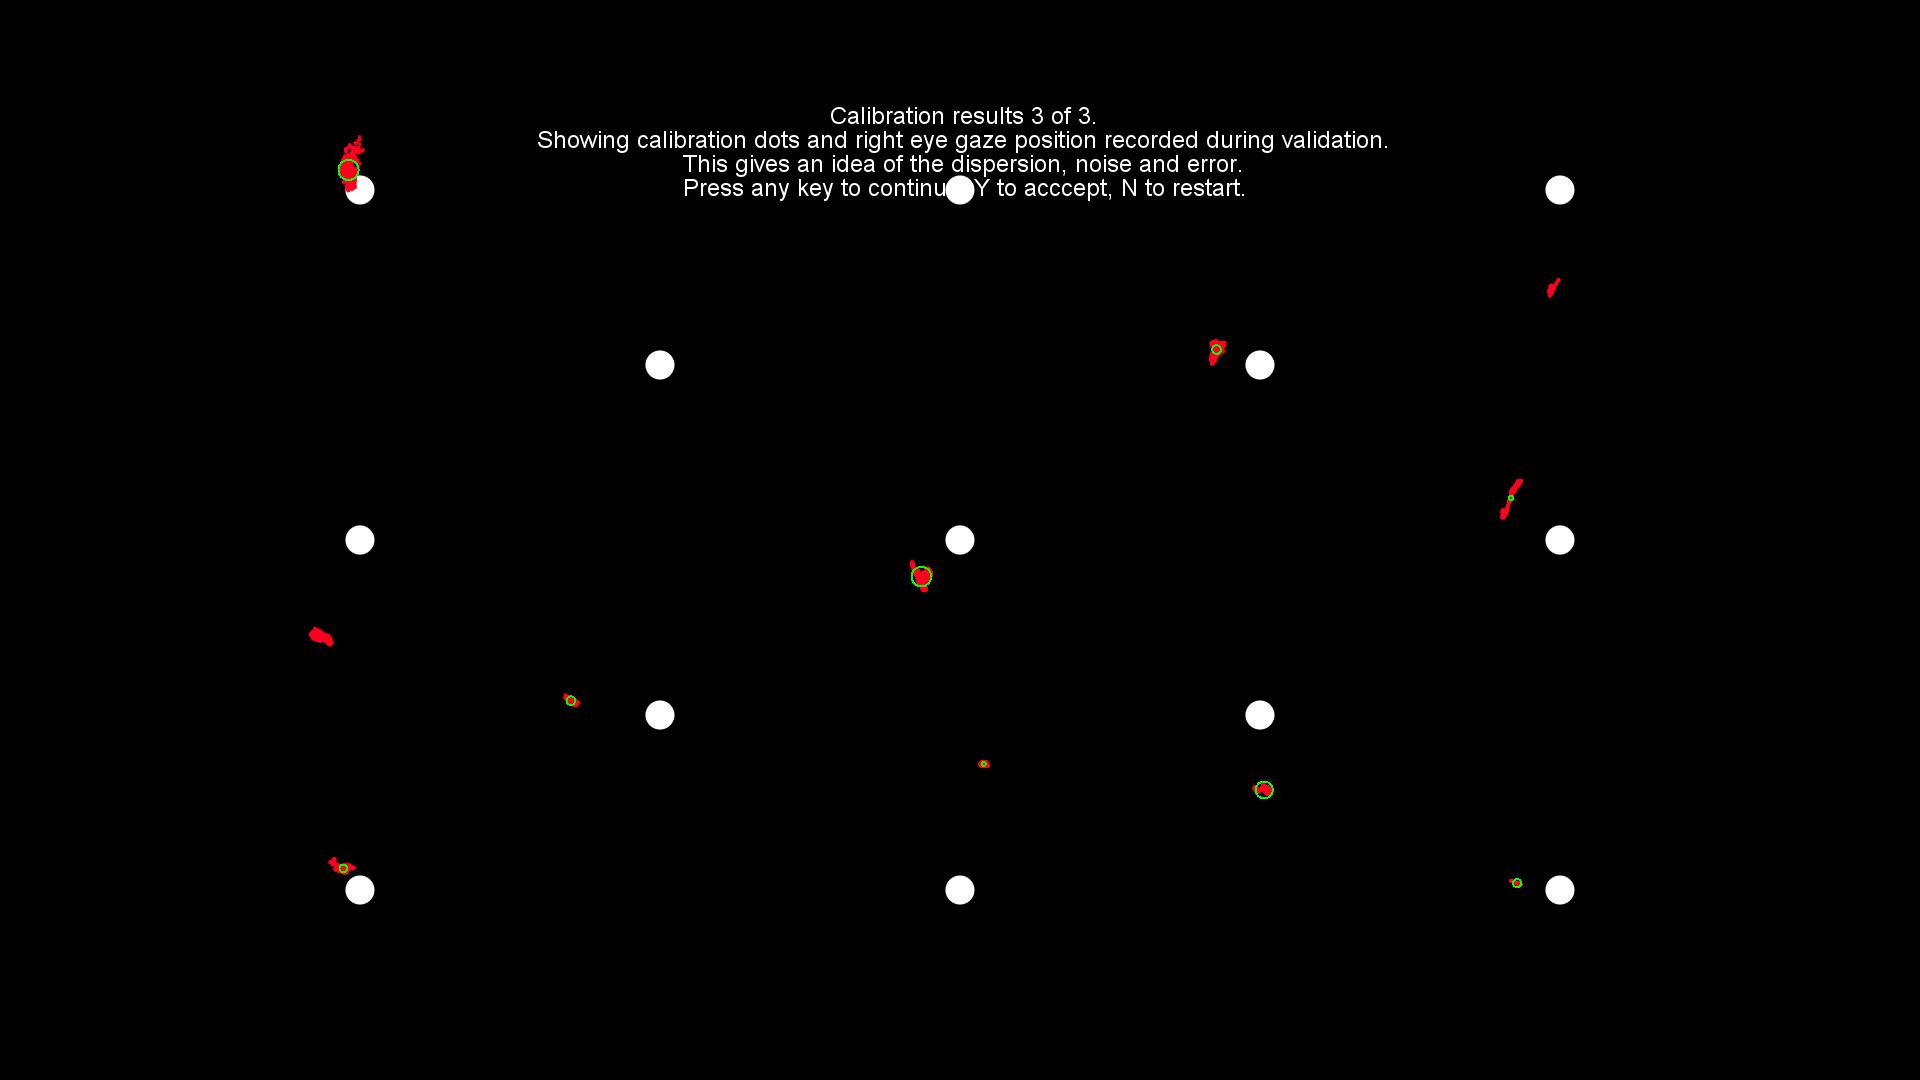 Calibration results 3 of 3.
Showing calibration dots and right eye gaze position recorded during validation.
This gives an idea of the dispersion, noise and error.
Press any key to continu Y to acccept, N to restart.